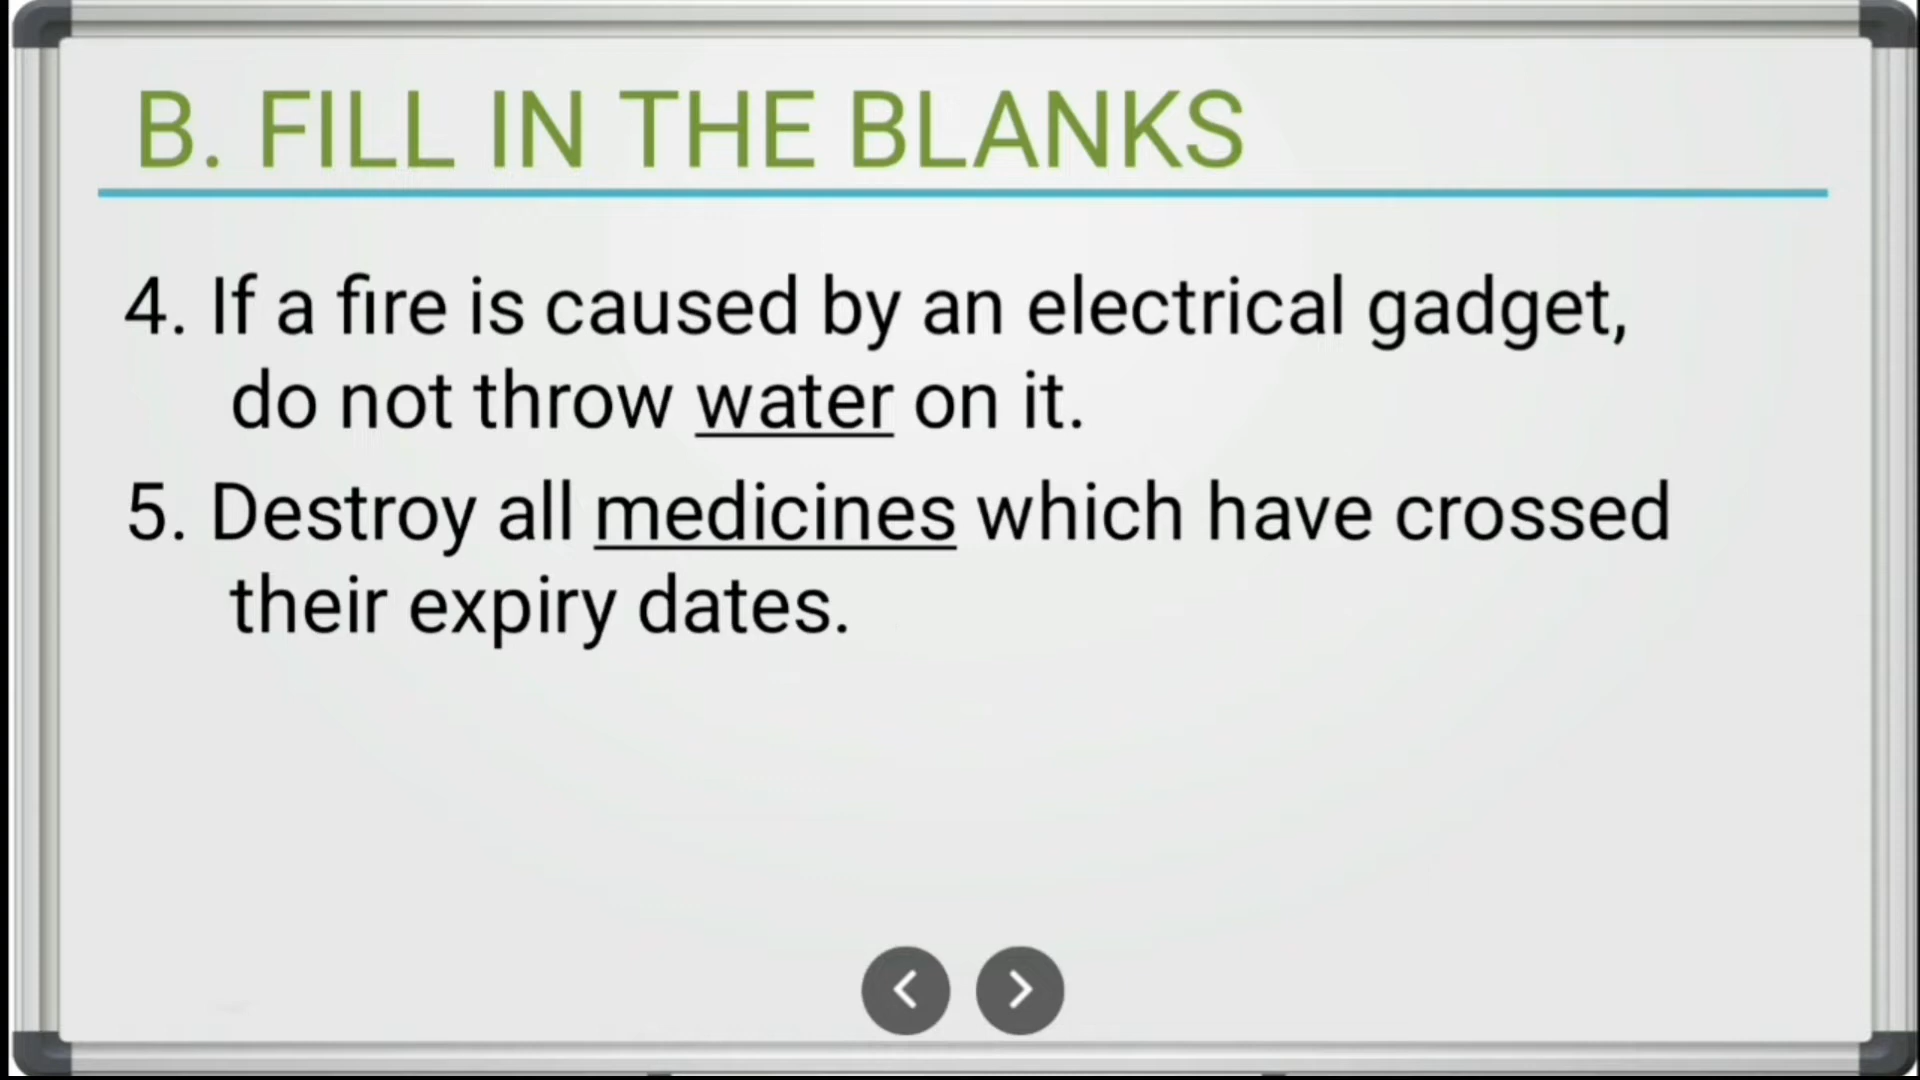 B. FILL IN THE BLANKS
4. If a fire is caused by an electrical gadget,
do not throw water on it.
5. Destroy all medicines which have crossed
their expiry dates.